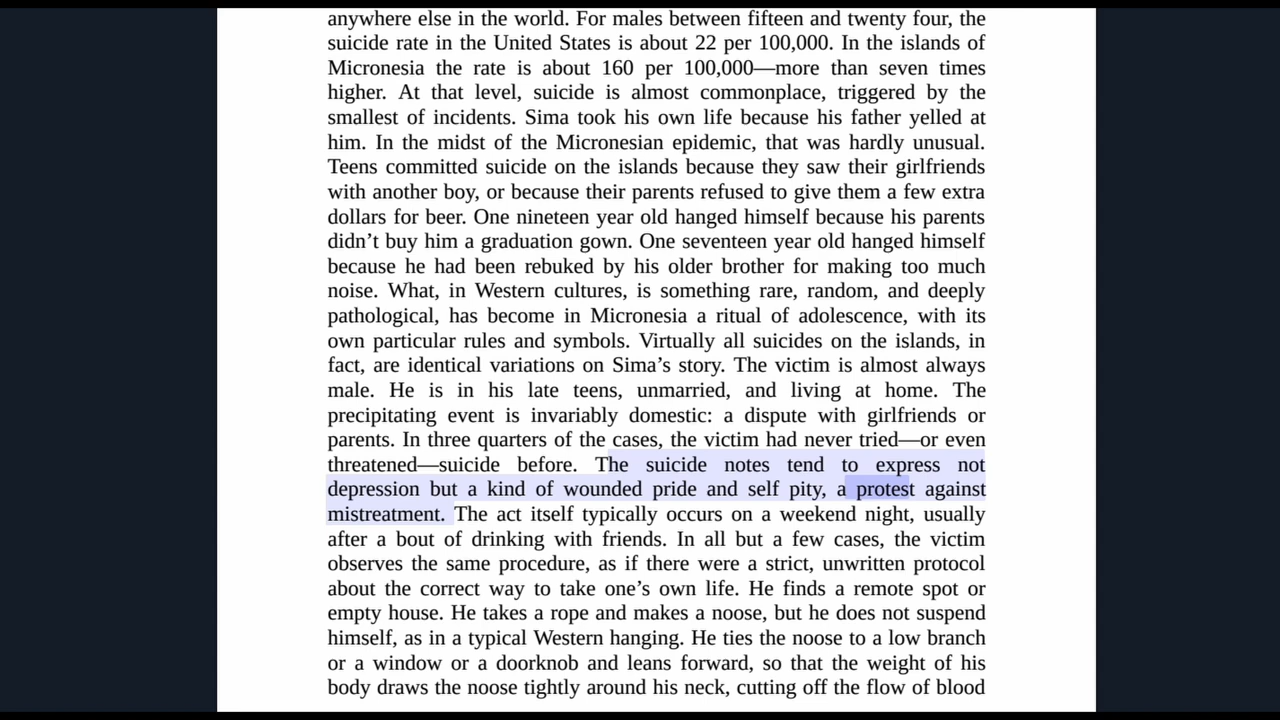 anywhere else in the world. For males between fifteen and twenty four, the
suicide rate in the United States is about 22 per 100,000. In the islands of
Micronesia the rate is about 160 per 100,000—more than seven times
higher. At that level, suicide is almost commonplace, triggered by the
smallest of incidents. Sima took his own life because his father yelled at
him. In the midst of the Micronesian epidemic, that was hardly unusual.
Teens committed suicide on the islands because they saw their girlfriends
with another boy, or because their parents refused to give them a few extra
dollars for beer. One nineteen year old hanged himself because his parents
didn’t buy him a graduation gown. One seventeen year old hanged himself
because he had been rebuked by his older brother for making too much
noise. What, in Western cultures, is something rare, random, and deeply
pathological, has become in Micronesia a ritual of adolescence, with its
own particular rules and symbols. Virtually all suicides on the islands, in
fact, are identical variations on Sima’s story. The victim is almost always
male. He is in his late teens, unmarried, and living at home. The
precipitating event is invariably domestic: a dispute with girlfriends or
parents. In three quarters of the cases, the victim had never tried—or even
threatened—suicide before. The suicide notes tend to express not
depression but a kind of wounded pride and self pity, a protest against
mistreatment. The act itself typically occurs on a weekend night, usually
after a bout of drinking with friends. In all but a few cases, the victim
observes the same procedure, as if there were a strict, unwritten protocol
about the correct way to take one’s own life. He finds a remote spot or
empty house. He takes a rope and makes a noose, but he does not suspend
himself, as in a typical Western hanging. He ties the noose to a low branch
or a window or a doorknob and leans forward, so that the weight of his
body draws the noose tightly around his neck, cutting off the flow of blood